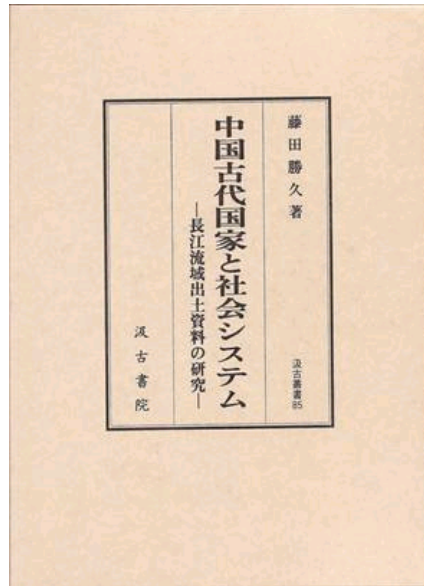 藤田勝久著
汲古叢書85
中国古代国家と社会システム
―長江流域出土資料の研究―
汲古書院